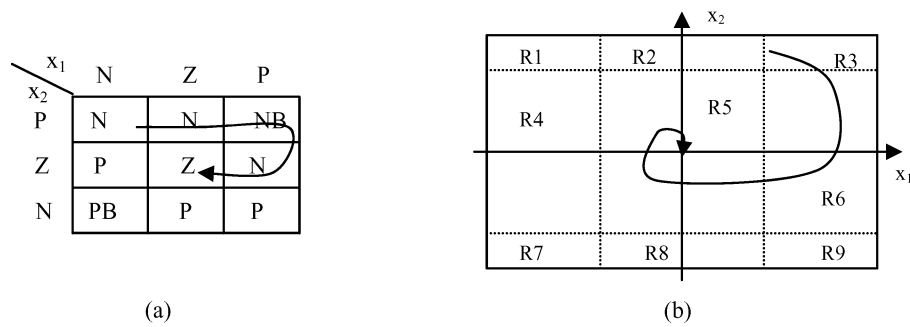 x1
N Z P
x2
P N N NB
Z P Z N
N PB P P
(a)
x2
R1 R2 R3
R4 R5
x1
R6
R7 R8 R9
(b)